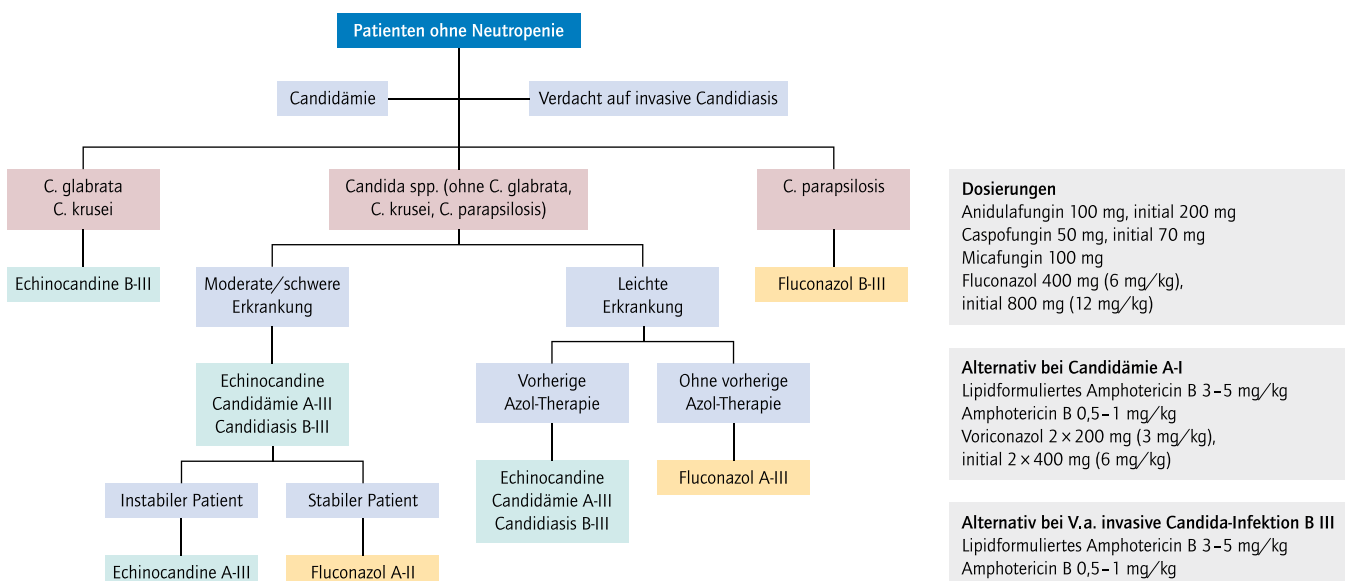 Patienten ohne Neutropenie
Candidämie
Verdacht auf invasive Candidiasis
C. glabrata
C. krusei
Candida spp. (ohne C. glabrata,
C. krusei, C. parapsilosis)
C. parapsilosis
Echinocandine B-III
Moderate/schwere
Erkrankung
Leichte
Erkrankung
Fluconazol B-III
Echinocandine
Candidämie A-III
Candidiasis B-III
Vorherige
Azol-Therapie
Ohne vorherige
Azol-Therapie
Instabiler Patient
Stabiler Patient
Echinocandine
Candidämie A-III
Candidiasis B-III
Fluconazol A-III
Echinocandine A-III
Fluconazol A-II
Dosierungen
Anidulafungin 100 mg, initial 200 mg
Caspofungin 50 mg, initial 70 mg
Micafungin 100 mg
Fluconazol 400 mg (6 mg/kg),
initial 800 mg (12 mg/kg)
Alternativ bei Candidämie A-I
Lipidformuliertes Amphotericin B 3–5 mg/kg
Amphotericin B 0,5–1 mg/kg
Voriconazol 2 × 200 mg (3 mg/kg),
initial 2 × 400 mg (6 mg/kg)
Alternativ bei V. a. invasive Candida-Infektion B III
Lipidformuliertes Amphotericin B 3–5 mg/kg
Amphotericin B 0,5–1 mg/kg